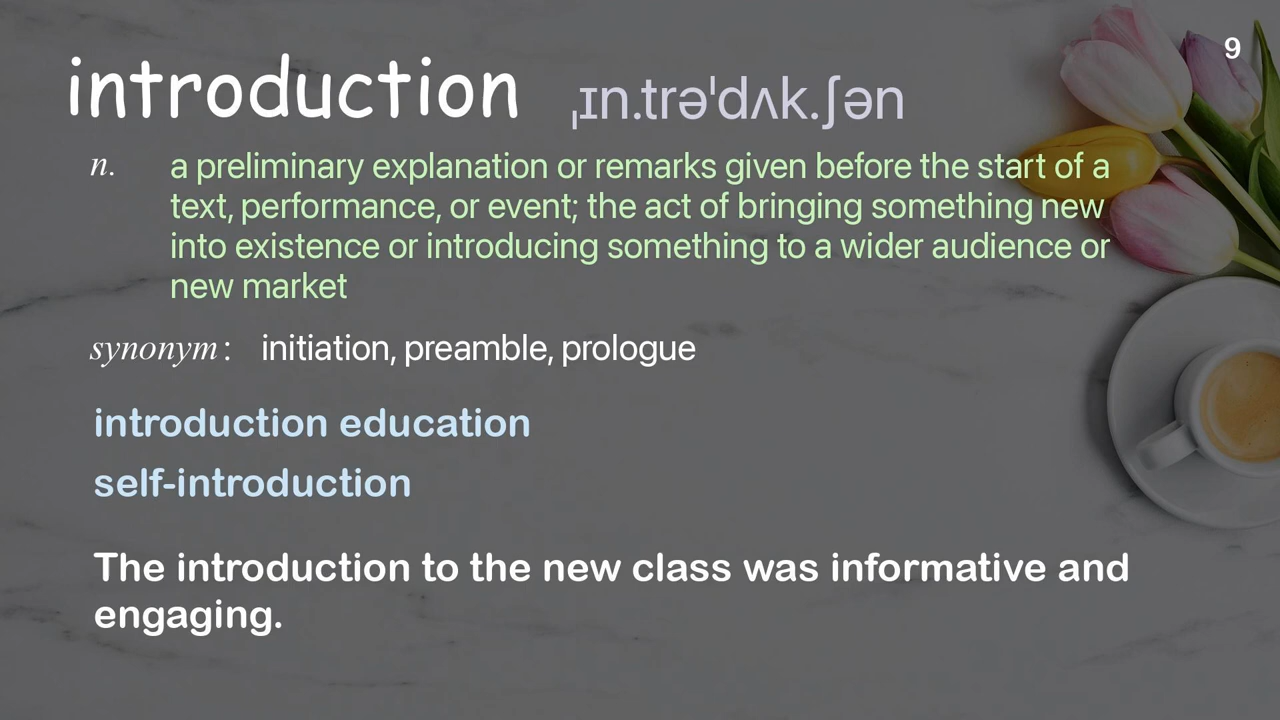 9
introduction ˌɪn.trəˈdʌk.ʃən
n. a preliminary explanation or remarks given before the start of a
text, performance, or event; the act of bringing something new
into existence or introducing something to a wider audience or
new market
synonym: initiation, preamble, prologue
introduction education
self-introduction
The introduction to the new class was informative and
engaging.